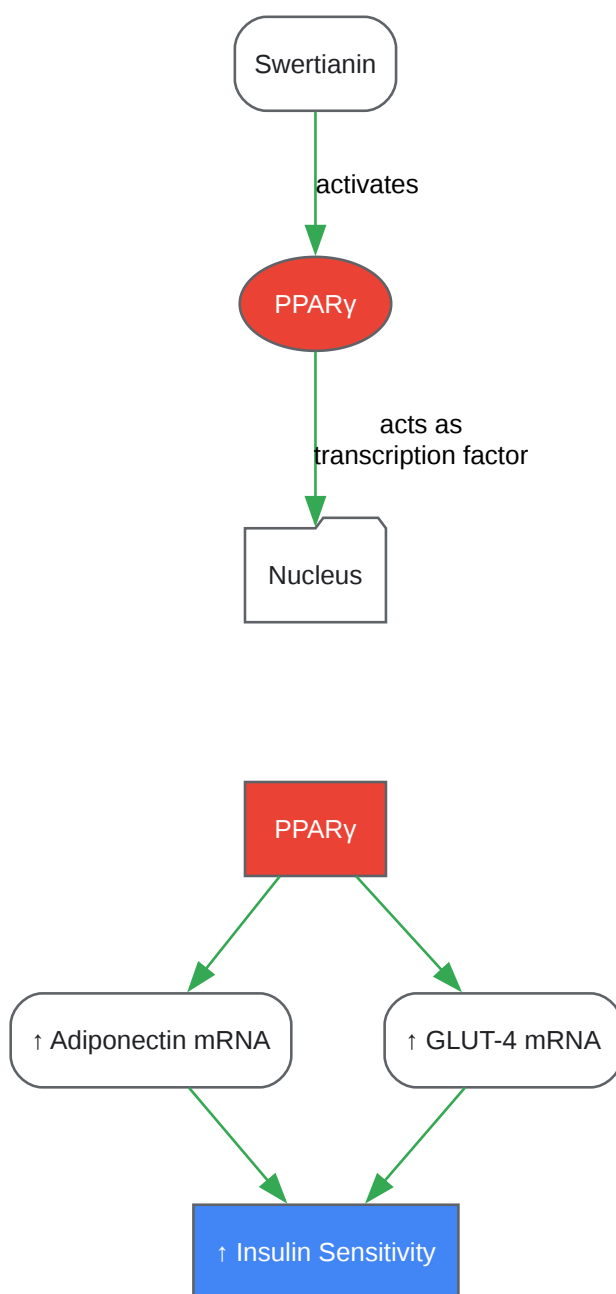 Swertianin
activates
PPARγ
acts as
transcription factor
Nucleus
PPARγ
↑ Adiponectin mRNA
↑ GLUT-4 mRNA
↑ Insulin Sensitivity